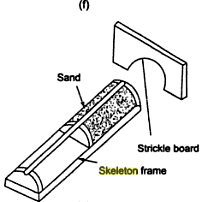 (f)
Sand
Strickle board
Skeleton frame